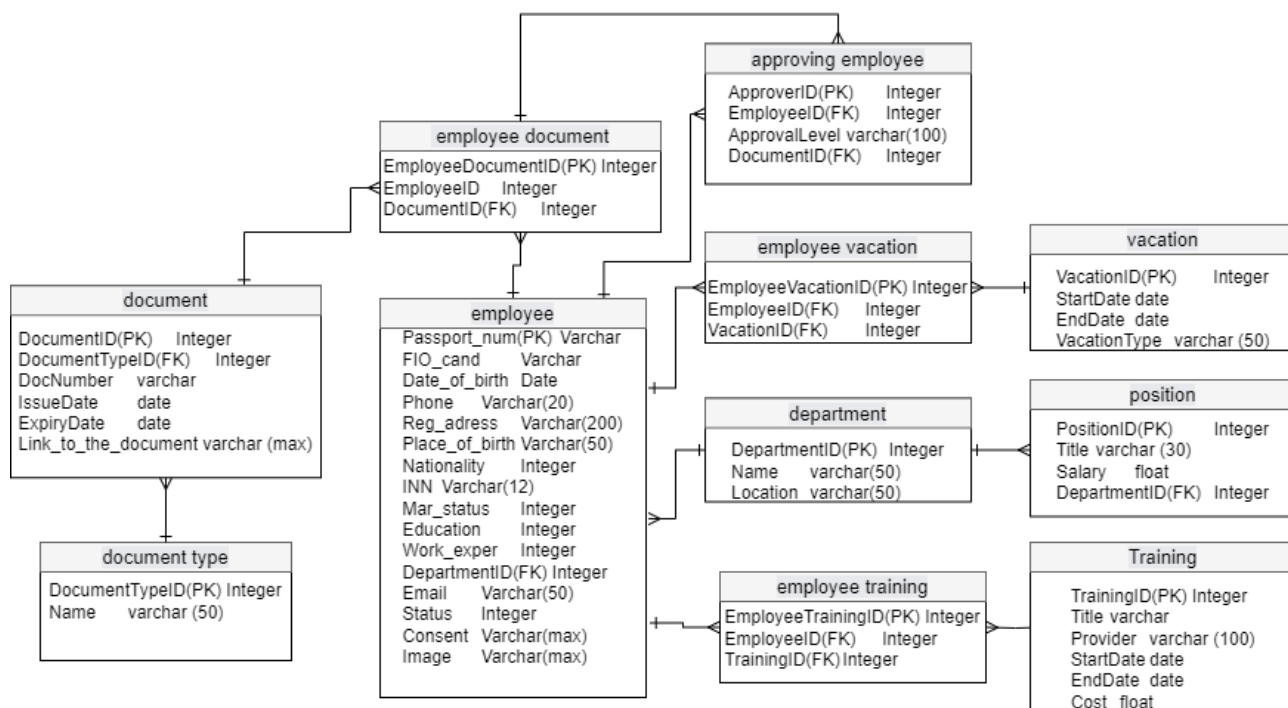 approving employee
ApproverID(PK) Integer
EmployeeID(FK) Integer
ApprovalLevel varchar(100)
DocumentID(FK) Integer
employee document
EmployeeDocumentID(PK) Integer
EmployeeID Integer
DocumentID(FK) Integer
employee vacation
EmployeeVacationID(PK) Integer
EmployeeID(FK) Integer
VacationID(FK) Integer
vacation
VacationID(PK) Integer
StartDate date
EndDate date
VacationType varchar (50)
document
DocumentID(PK) Integer
DocumentTypeID(FK) Integer
DocNumber varchar
IssueDate date
ExpiryDate date
Link_to_the_document varchar (max)
employee
Passport_num(PK) Varchar
FIO_cand Varchar
Date_of_birth Date
Phone Varchar(20)
Reg_adress Varchar(200)
Place_of_birth Varchar(50)
Nationality Integer
INN Varchar(12)
Mar_status Integer
Education Integer
Work_exper Integer
DepartmentID(FK) Integer
Email Varchar(50)
Status Integer
Consent Varchar(max)
Image Varchar(max)
department
DepartmentID(PK) Integer
Name varchar(50)
Location varchar(50)
position
PositionID(PK) Integer
Title varchar (30)
Salary float
DepartmentID(FK) Integer
document type
DocumentTypeID(PK) Integer
Name varchar (50)
employee training
EmployeeTrainingID(PK) Integer
EmployeeID(FK) Integer
TrainingID(FK) Integer
Training
TrainingID(PK) Integer
Title varchar
Provider varchar (100)
StartDate date
EndDate date
Cost float